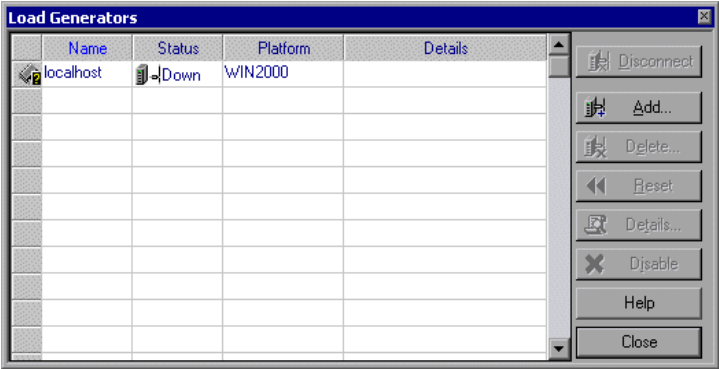 Load Generators
Name Status Platform Details
localhost Down WIN2000
Disconnect
Add...
Delete...
Reset
Details...
Disable
Help
Close